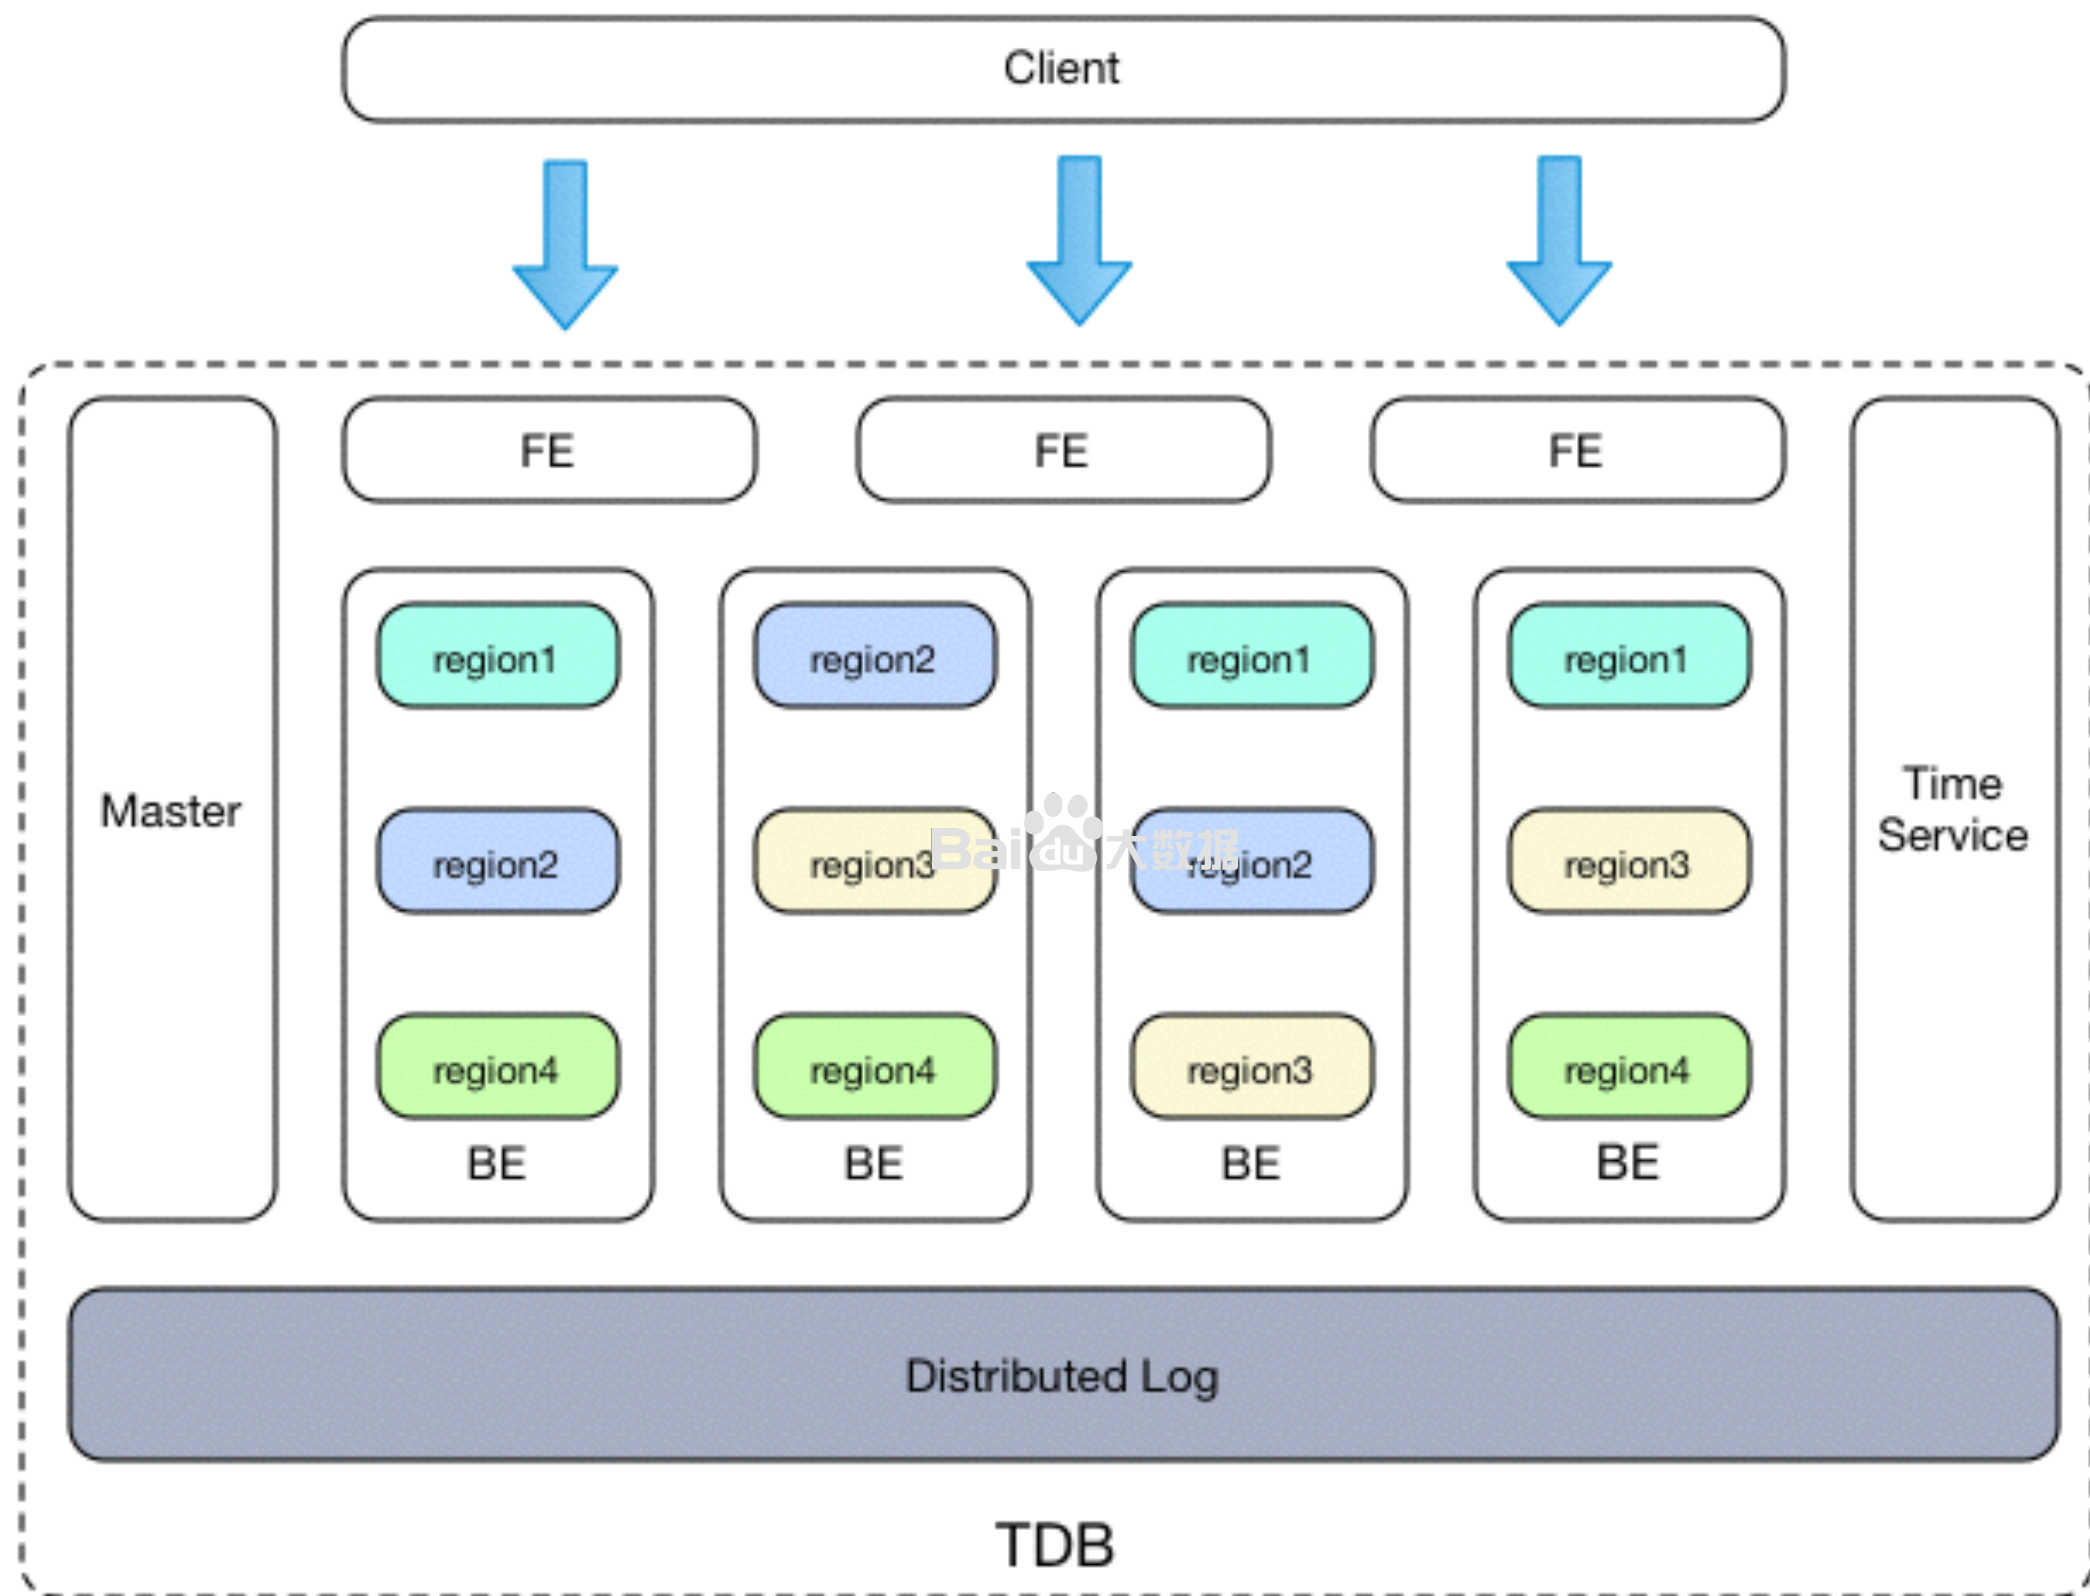 Client
FE
FE
FE
region1
region2
region1
region1
Master
region2
region3
region2
region3
Time
Service
Baidu大数据
region4
region4
region3
region4
BE
BE
BE
BE
Distributed Log
TDB